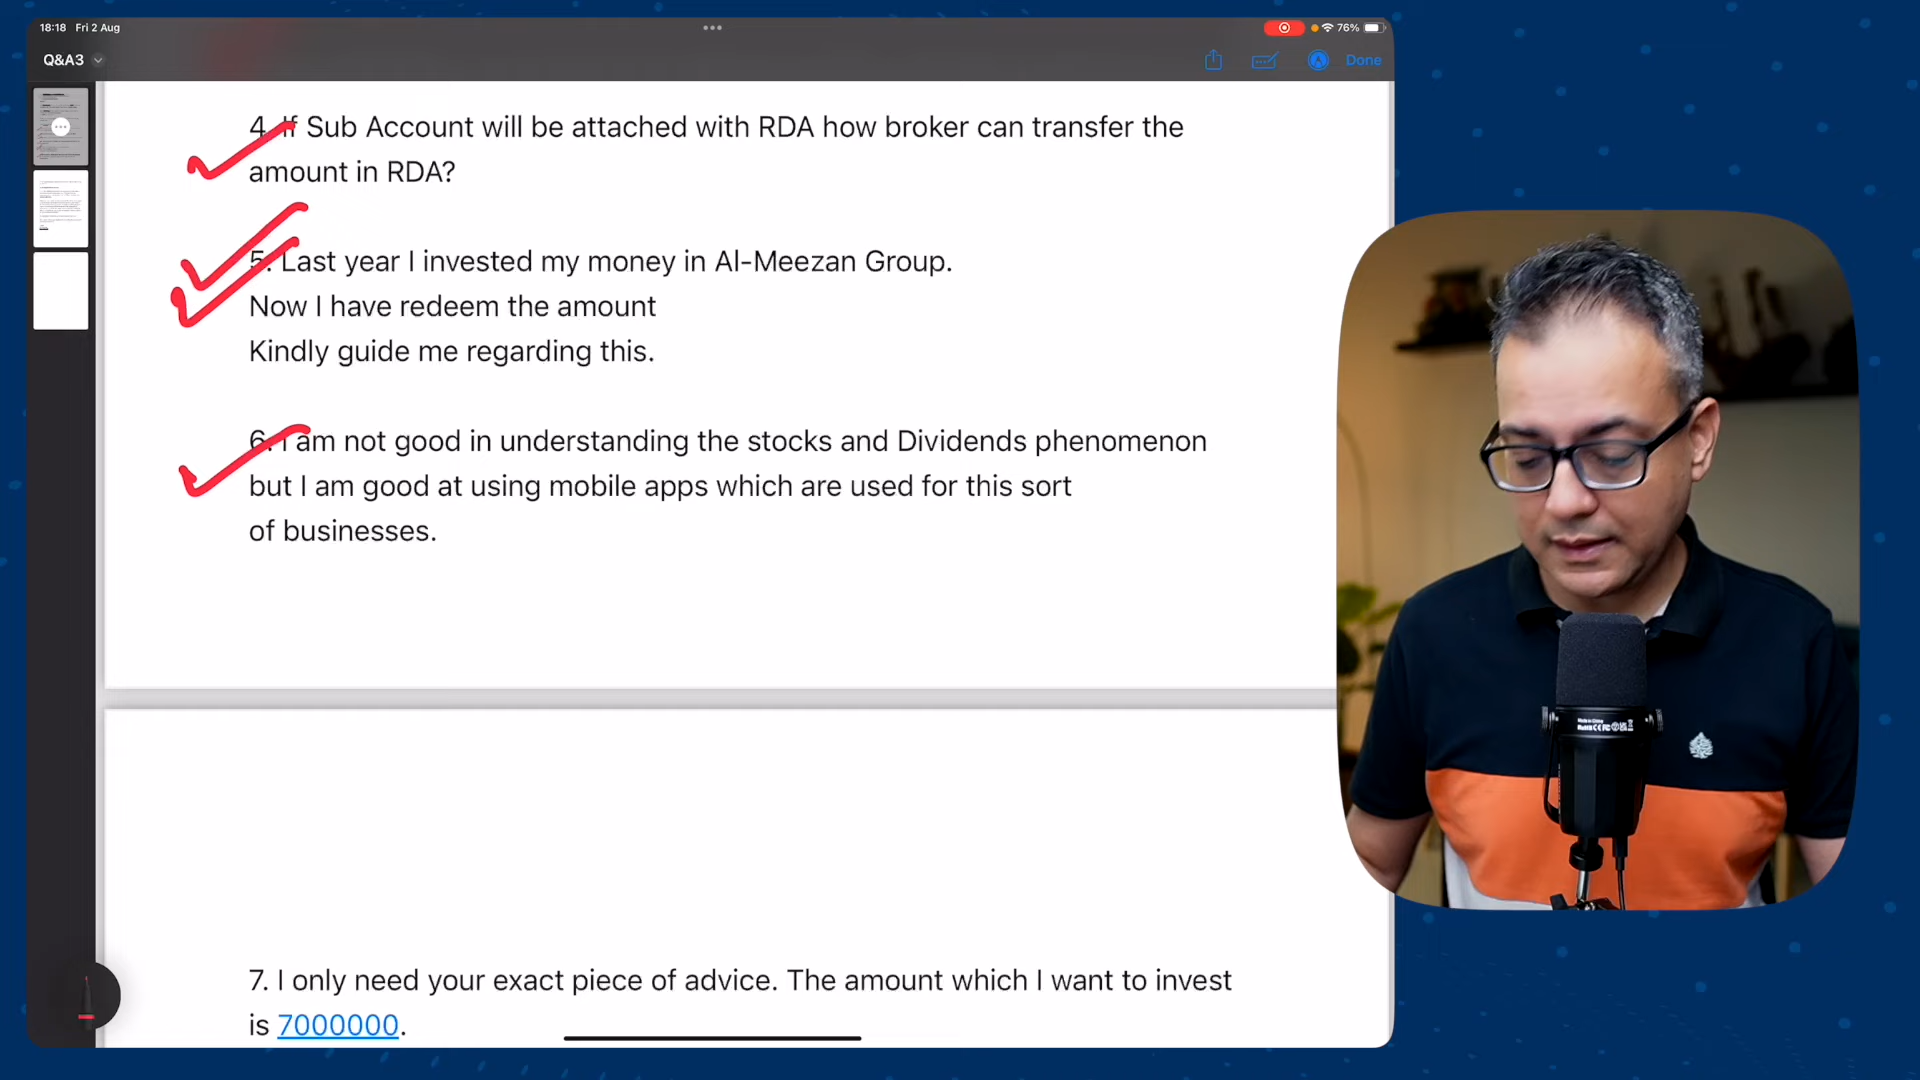 18:18 Fri 2 Aug
76%
Q&A3
Done
4. If Sub Account will be attached with RDA how broker can transfer the
amount in RDA?
5. Last year I invested my money in Al-Meezan Group.
Now I have redeem the amount
Kindly guide me regarding this.
6. I am not good in understanding the stocks and Dividends phenomenon
but I am good at using mobile apps which are used for this sort
of businesses.
7. I only need your exact piece of advice. The amount which I want to invest
is 7000000.